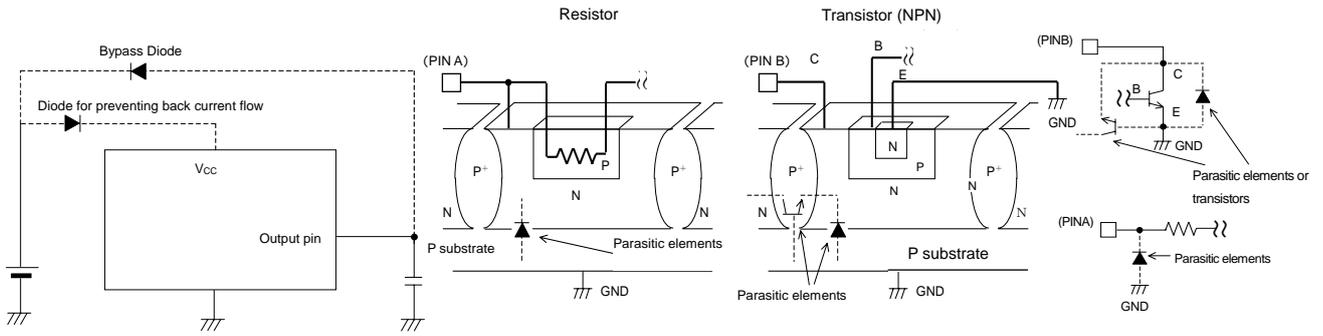 Bypass Diode
Diode for preventing back current flow
VCC
Output pin
Resistor
(PIN A)
P+
P
N
P+
N
N
P substrate
Parasitic elements
GND
Transistor (NPN)
(PIN B)
C
B
E
GND
P+
N
P
N
N
P+
N
N
P substrate
Parasitic elements
GND
(PINB)
C
B
E
GND
Parasitic elements or
transistors
(PINA)
Parasitic elements
GND